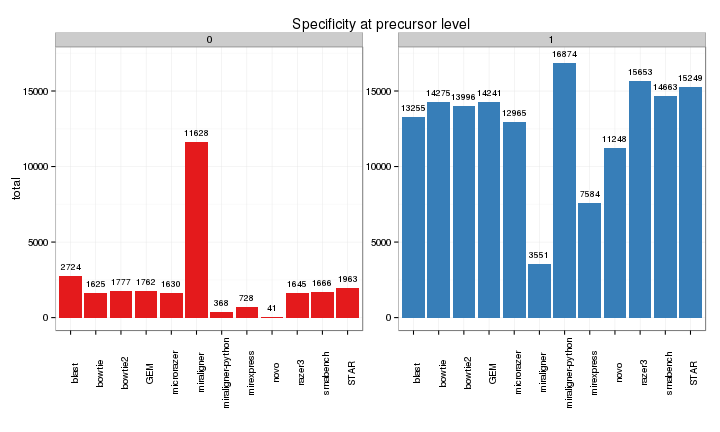 Specificity at precursor level
0
1
total
15000
10000
5000
0
2724
1625
1777
1762
1630
11628
368
728
41
1645
1666
1963
blast
bowtie
bowtie2
GEM
microrazer
miraligner
miraligner-python
mirexpress
novo
razer3
srnabench
STAR
15000
10000
5000
0
13255
14275
13996
14241
12965
3551
16874
7584
11248
15653
14663
15249
blast
bowtie
bowtie2
GEM
microrazer
miraligner
miraligner-python
mirexpress
novo
razer3
srnabench
STAR